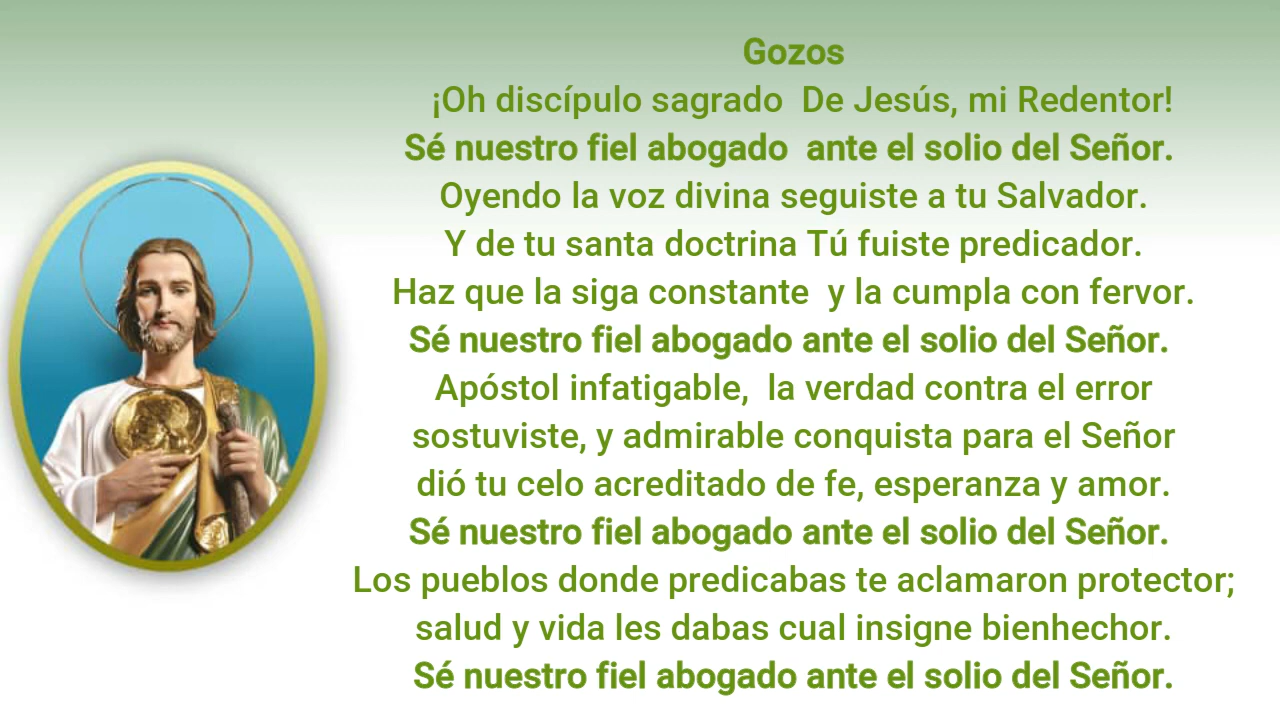 Gozos
¡Oh discípulo sagrado  De Jesús, mi Redentor!
Sé nuestro fiel abogado  ante el solio del Señor.
Oyendo la voz divina seguiste a tu Salvador.
Y de tu santa doctrina Tú fuiste predicador.
Haz que la siga constante  y la cumpla con fervor.
Sé nuestro fiel abogado ante el solio del Señor.
Apóstol infatigable,  la verdad contra el error
sostuviste, y admirable conquista para el Señor
dió tu celo acreditado de fe, esperanza y amor.
Sé nuestro fiel abogado ante el solio del Señor.
Los pueblos donde predicabas te aclamaron protector;
salud y vida les dabas cual insigne bienhechor.
Sé nuestro fiel abogado ante el solio del Señor.